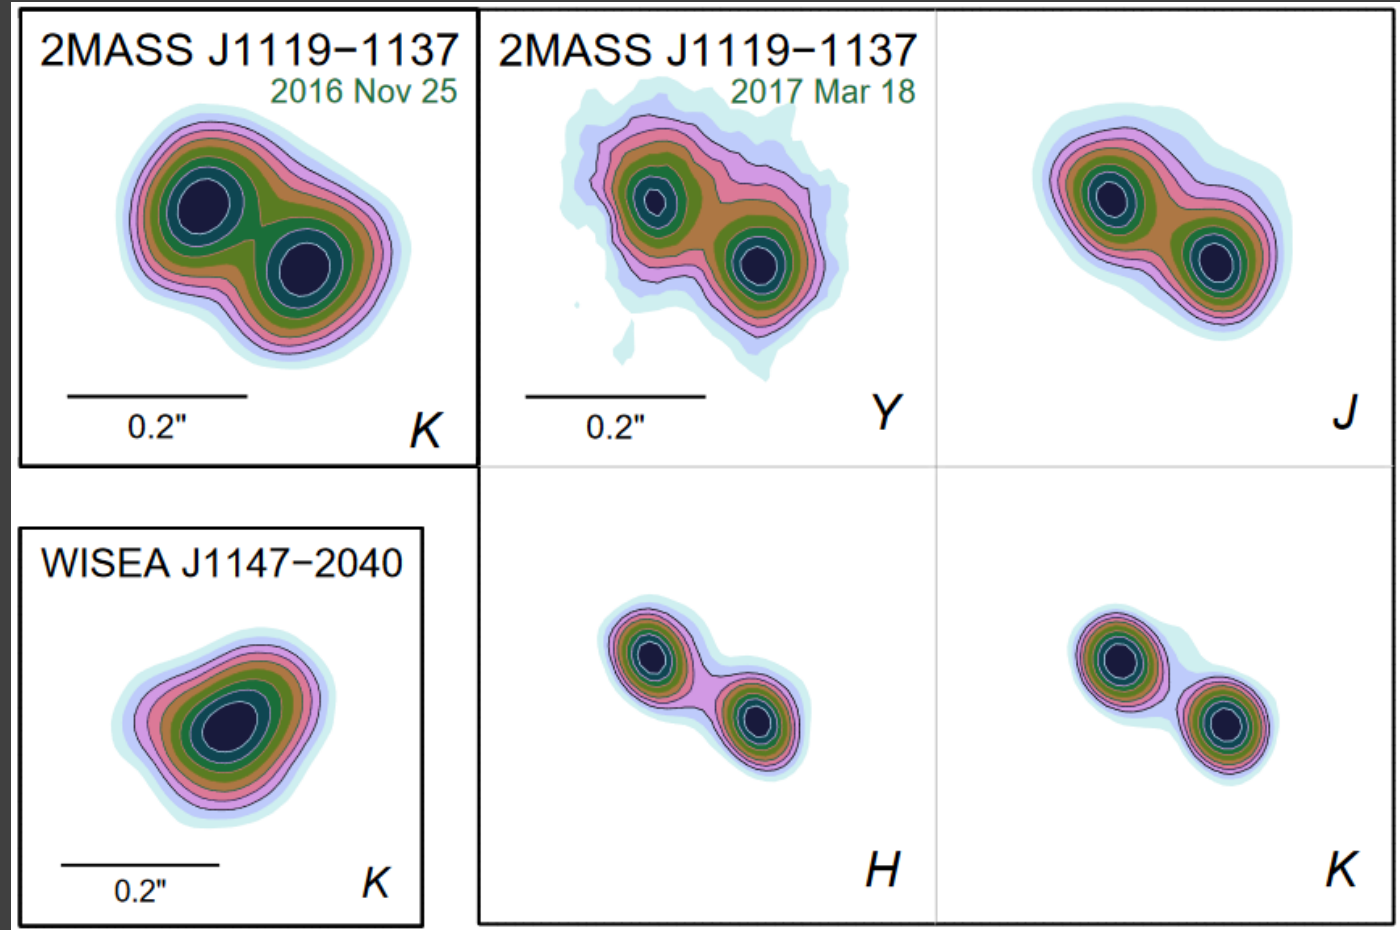 2MASS J1119−1137
2016 Nov 25
0.2"
K
2MASS J1119−1137
2017 Mar 18
0.2"
Y
J
WISEA J1147−2040
0.2"
K
H
K